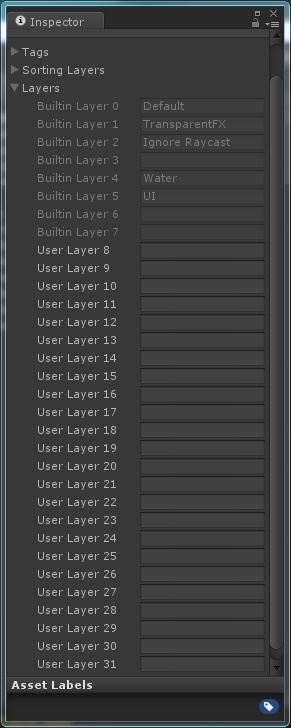 Inspector
Tags
Sorting Layers
Layers
Builtin Layer 0 Default
Builtin Layer 1 TransparentFX
Builtin Layer 2 Ignore Raycast
Builtin Layer 3
Builtin Layer 4 Water
Builtin Layer 5 UI
Builtin Layer 6
Builtin Layer 7
User Layer 8
User Layer 9
User Layer 10
User Layer 11
User Layer 12
User Layer 13
User Layer 14
User Layer 15
User Layer 16
User Layer 17
User Layer 18
User Layer 19
User Layer 20
User Layer 21
User Layer 22
User Layer 23
User Layer 24
User Layer 25
User Layer 26
User Layer 27
User Layer 28
User Layer 29
User Layer 30
User Layer 31
Asset Labels